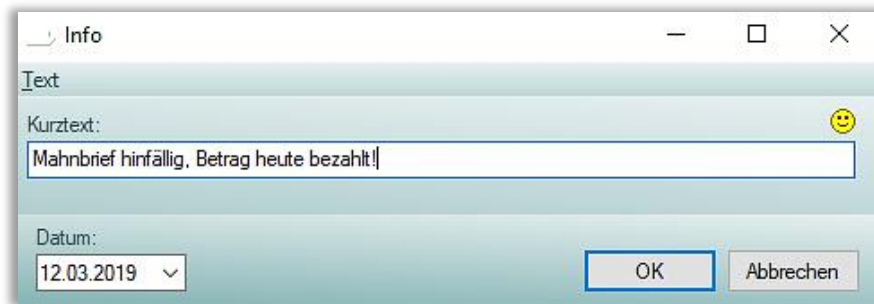 Info
Text
Kurztext:
Mahnbrief hinfällig, Betrag heute bezahlt!
Datum:
12.03.2019
OK Abbrechen